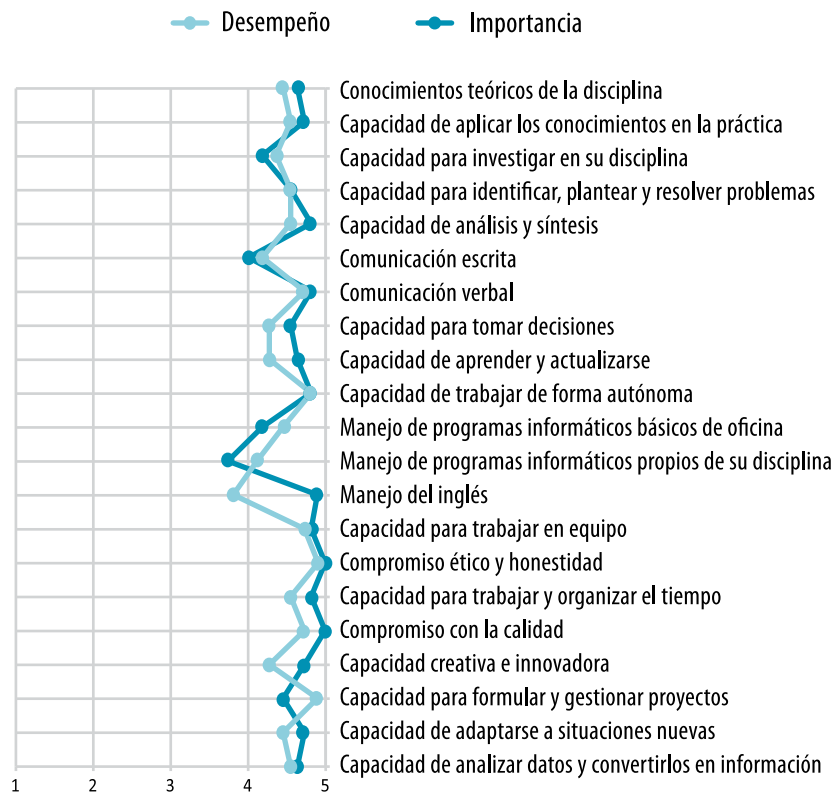 Desempeño Importancia
Conocimientos teóricos de la disciplina
Capacidad de aplicar los conocimientos en la práctica
Capacidad para investigar en su disciplina
Capacidad para identificar, plantear y resolver problemas
Capacidad de análisis y síntesis
Comunicación escrita
Comunicación verbal
Capacidad para tomar decisiones
Capacidad de aprender y actualizarse
Capacidad de trabajar de forma autónoma
Manejo de programas informáticos básicos de oficina
Manejo de programas informáticos propios de su disciplina
Manejo del inglés
Capacidad para trabajar en equipo
Compromiso ético y honestidad
Capacidad para trabajar y organizar el tiempo
Compromiso con la calidad
Capacidad creativa e innovadora
Capacidad para formular y gestionar proyectos
Capacidad de adaptarse a situaciones nuevas
Capacidad de analizar datos y convertirlos en información
1 2 3 4 5